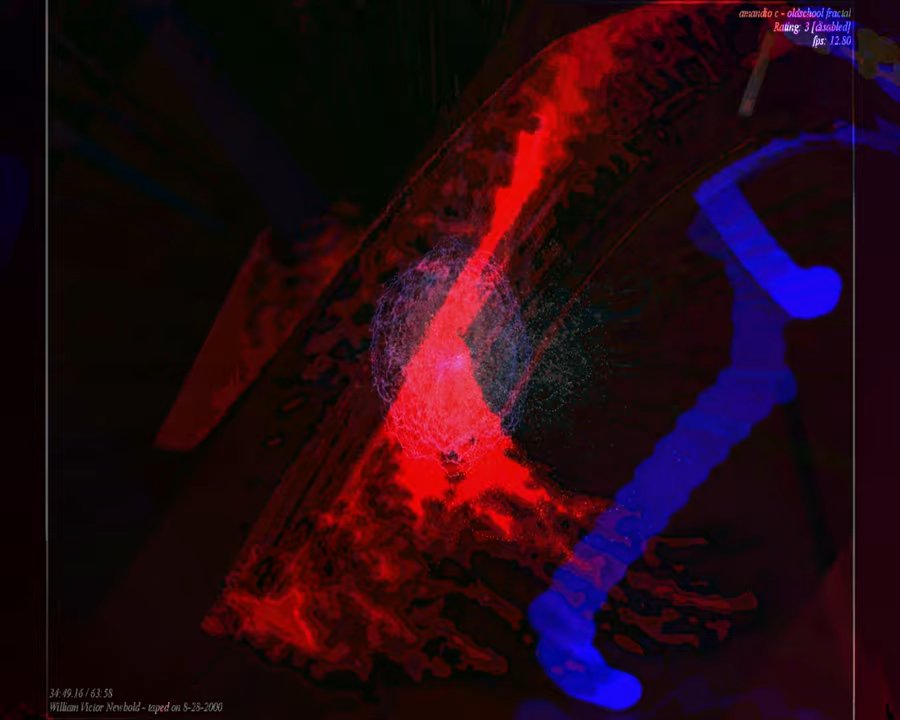 amandio c - oldschool fractal
Rating: 3 [disabled]
fps: 12.80
34:49.16 / 63:58
William Victor Newbold - taped on 8-28-2000